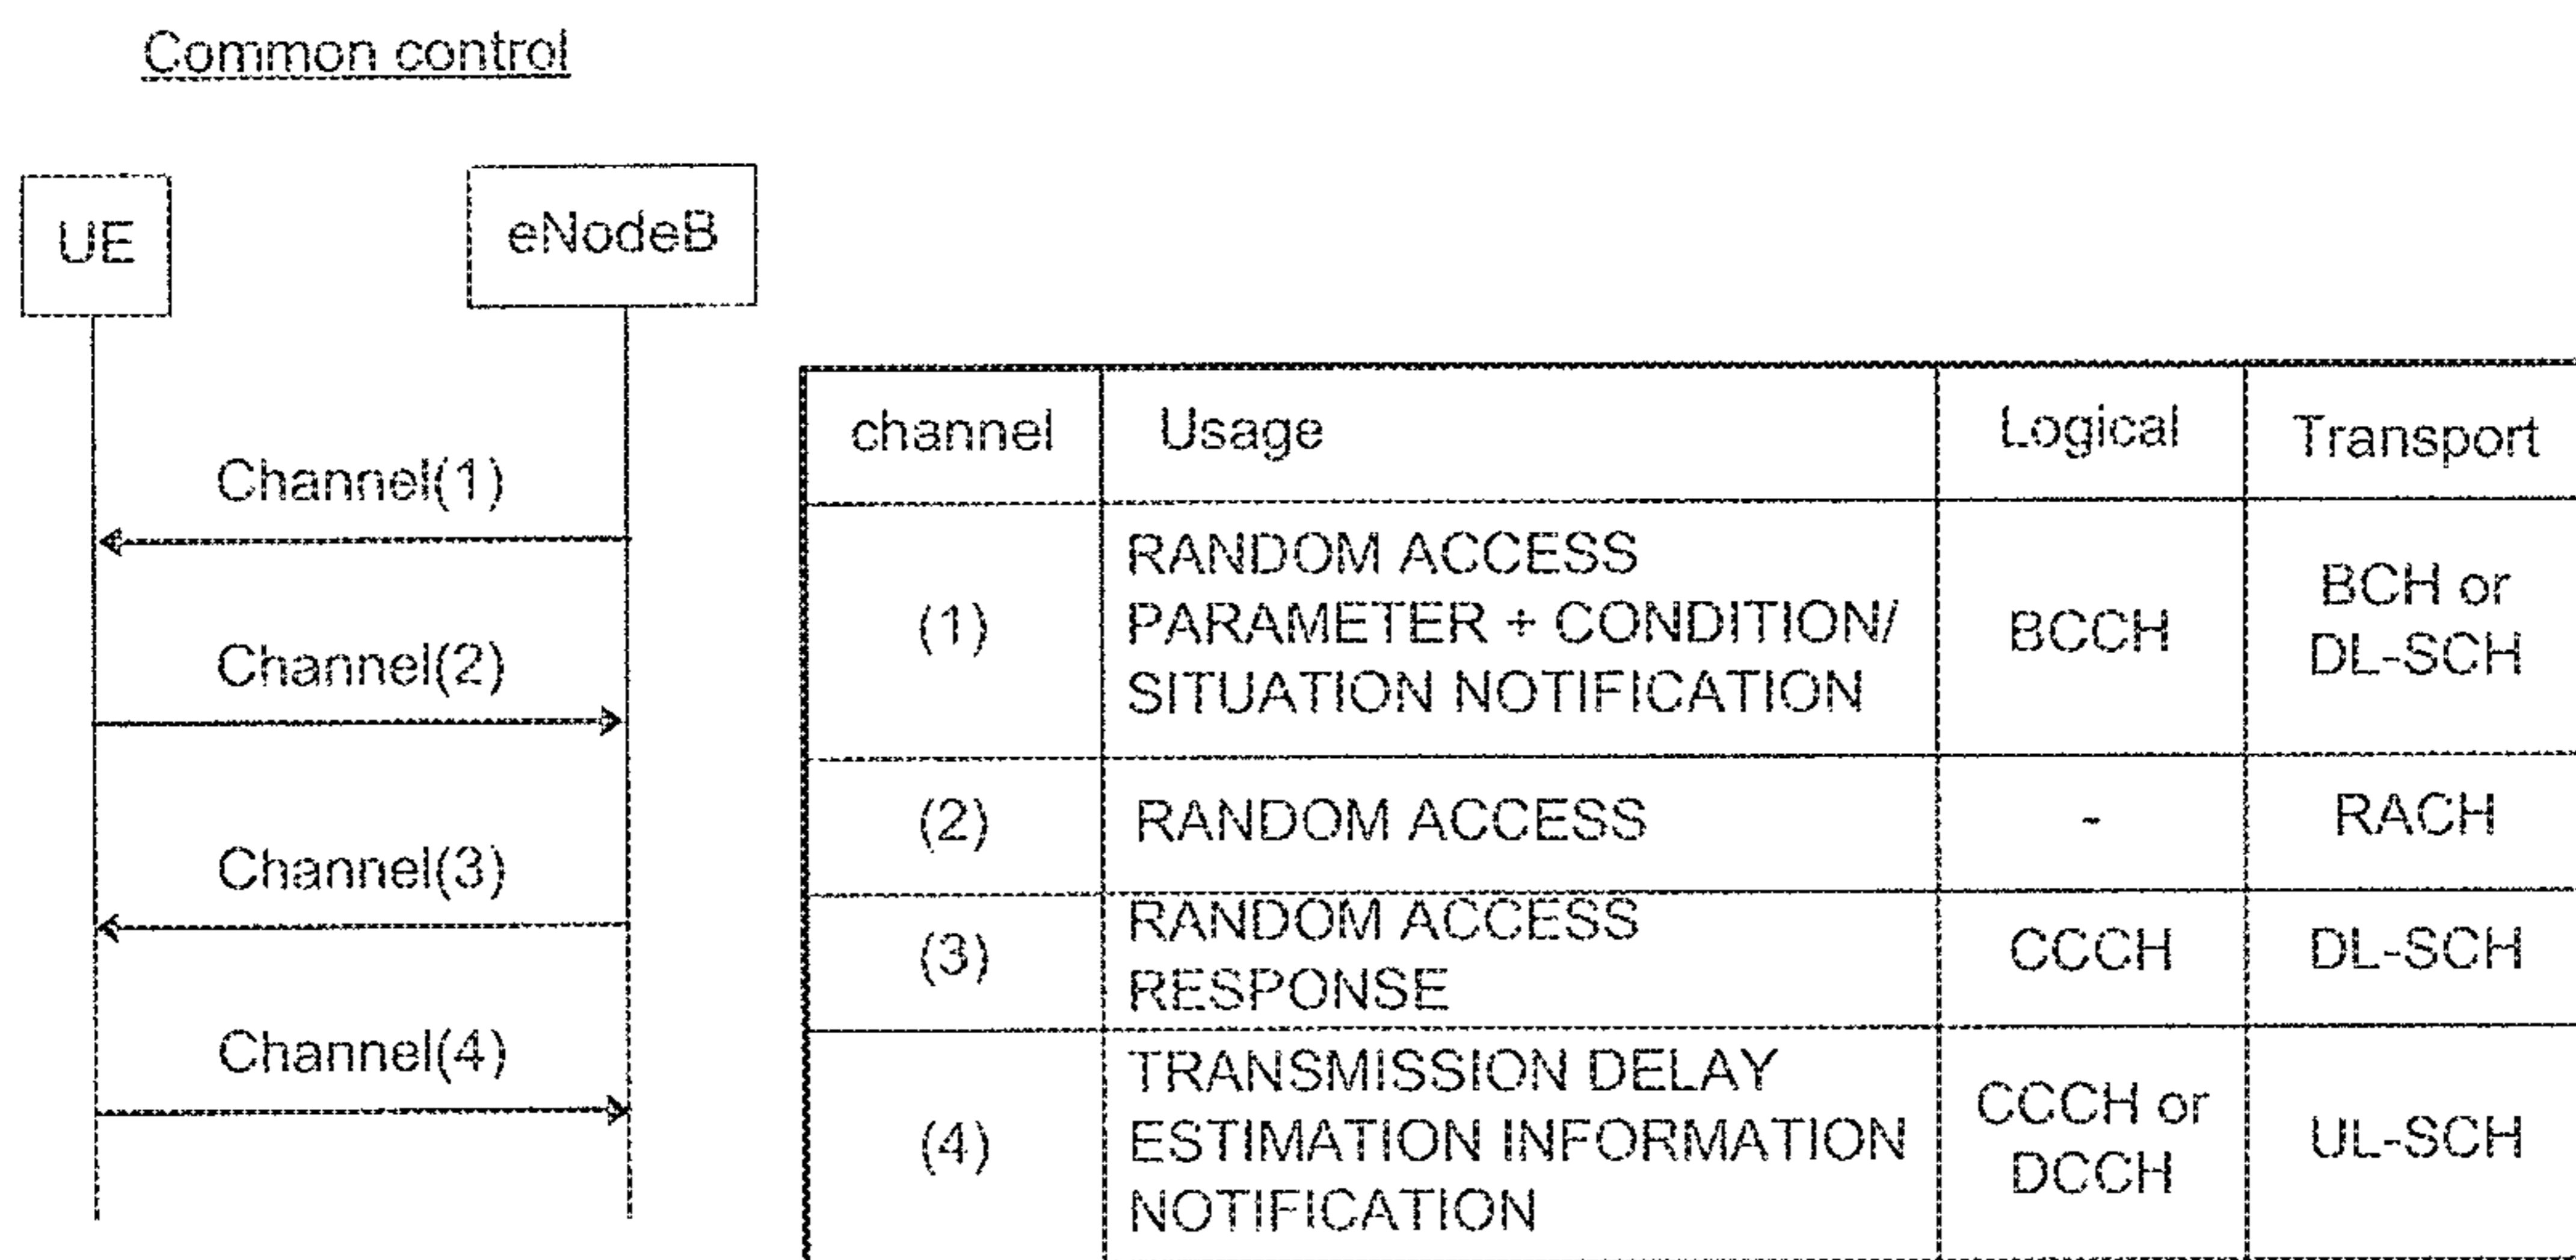 Common control
UE
eNodeB
Channel(1)
Channel(2)
Channel(3)
Channel(4)
channel
Usage
Logical
Transport
(1)
RANDOM ACCESS
PARAMETER + CONDITION/
SITUATION NOTIFICATION
BCCH
BCH or
DL-SCH
(2)
RANDOM ACCESS
-
RACH
(3)
RANDOM ACCESS
RESPONSE
CCCH
DL-SCH
(4)
TRANSMISSION DELAY
ESTIMATION INFORMATION
NOTIFICATION
CCCH or
DCCH
UL-SCH